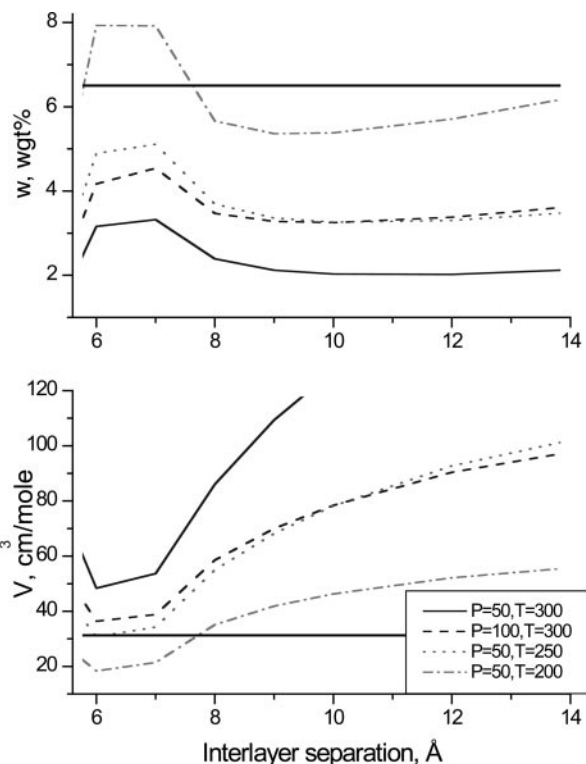 8
6
4
2
w, wgt%
6 8 10 12 14
120
100
80
60
40
20
V, cm³/mole
P=50,T=300
P=100,T=300
P=50,T=250
P=50,T=200
6 8 10 12 14
Interlayer separation, Å